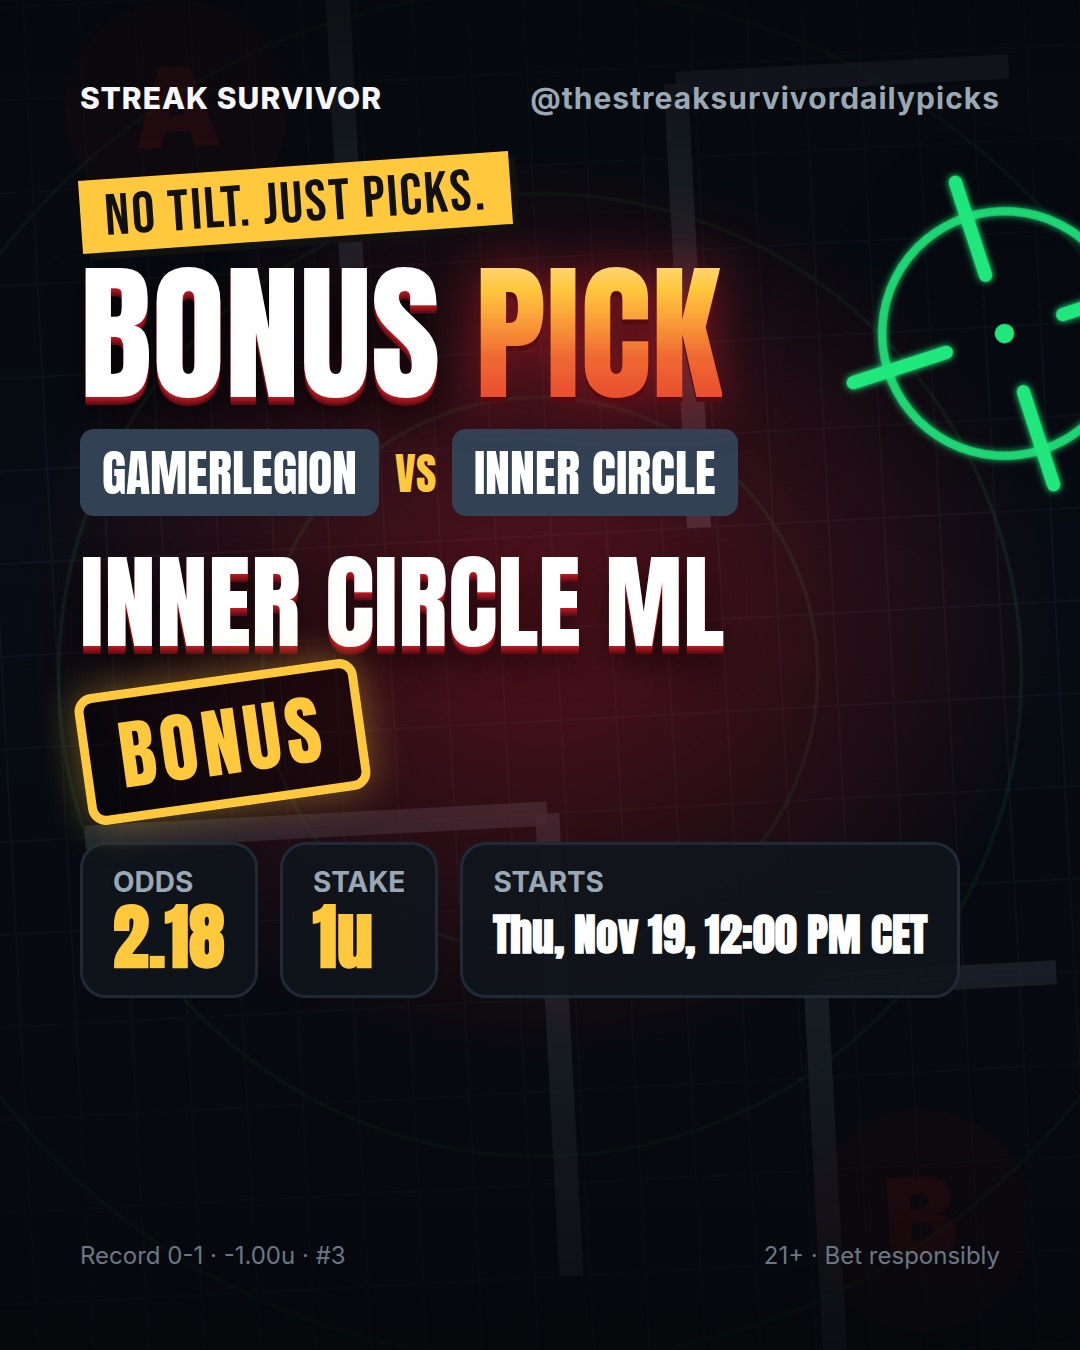 STREAK SURVIVOR
@thestreaksurvivordailypicks
A
NO TILT. JUST PICKS.
BONUS PICK
GAMERLEGION VS INNER CIRCLE
INNER CIRCLE ML
BONUS
ODDS
2.18
STAKE
1u
STARTS
Thu, Nov 19, 12:00 PM CET
B
Record 0-1 · -1.00u · #3
21+ · Bet responsibly